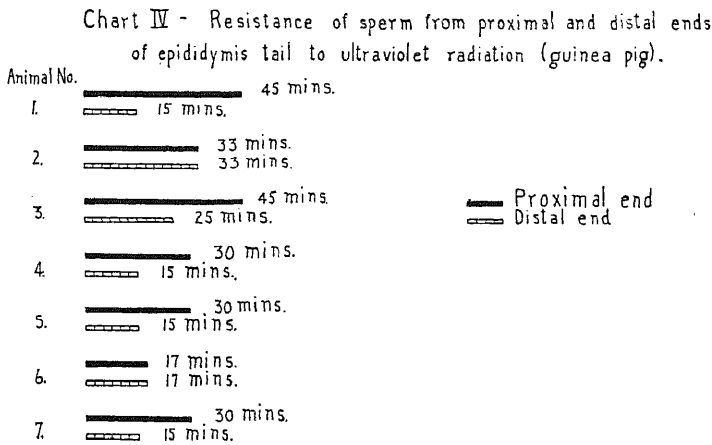 Chart IV - Resistance of sperm from proximal and distal ends
of epididymis tail to ultraviolet radiation (guinea pig).
Animal No.
1.
45 mins.
15 mins.
2.
33 mins.
33 mins.
3.
45 mins.
25 mins.
Proximal end
Distal end
4.
30 mins.
15 mins.
5.
30 mins.
15 mins.
6.
17 mins.
17 mins.
7.
30 mins.
15 mins.